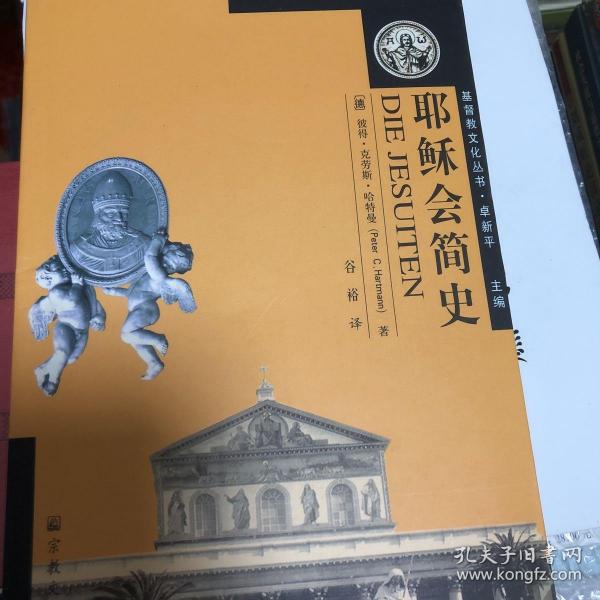 基督教文化丛书·卓新平 主编
耶稣会简史
DIE JESUITEN
〔德〕彼得·克劳斯·哈特曼(Peter C. Hartmann) 著
谷裕 译
A Ω
宗教文
孔夫子旧书网
www.kongfz.com